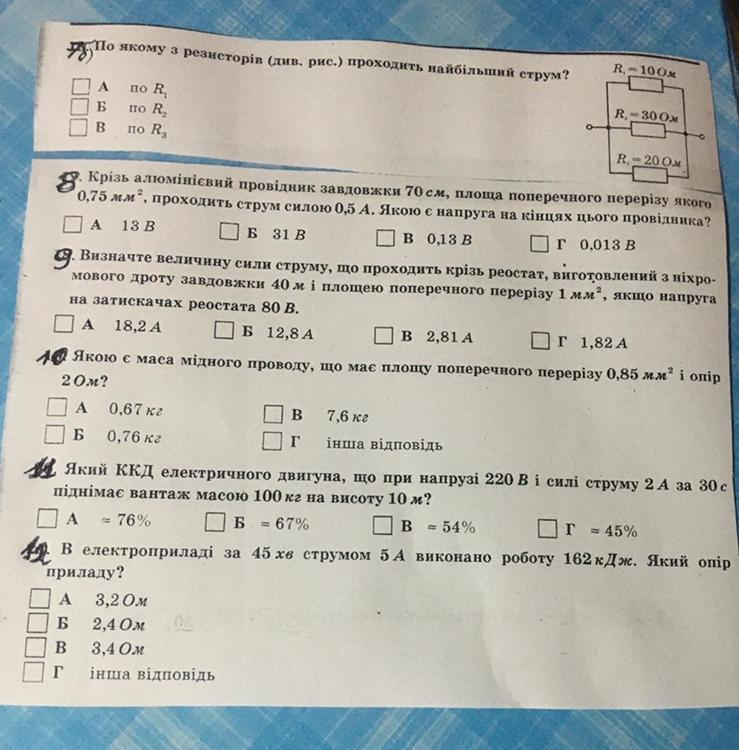 7б) По якому з резисторів (див. рис.) проходить найбільший струм?
R₁ = 10 Ом
А по R₁
Б по R₂
В по R₃
R₂ = 30 Ом
R₃ = 20 Ом
8. Крізь алюмінієвий провідник завдовжки 70 см, площа поперечного перерізу якого
0,75 мм², проходить струм силою 0,5 А. Якою є напруга на кінцях цього провідника?
А 13 В Б 31 В В 0,13 В Г 0,013 В
9. Визначте величину сили струму, що проходить крізь реостат, виготовлений з ніхро-
мового дроту завдовжки 40 м і площею поперечного перерізу 1 мм², якщо напруга
на затискачах реостата 80 В.
А 18,2 А Б 12,8 А В 2,81 А Г 1,82 А
10. Якою є маса мідного проводу, що має площу поперечного перерізу 0,85 мм² і опір
2 Ом?
А 0,67 кг В 7,6 кг
Б 0,76 кг Г інша відповідь
11. Який ККД електричного двигуна, що при напрузі 220 В і силі струму 2 А за 30 с
піднімає вантаж масою 100 кг на висоту 10 м?
А ≈ 76% Б ≈ 67% В ≈ 54% Г ≈ 45%
12. В електроприладі за 45 хв струмом 5 А виконано роботу 162 кДж. Який опір
приладу?
А 3,2 Ом
Б 2,4 Ом
В 3,4 Ом
Г інша відповідь